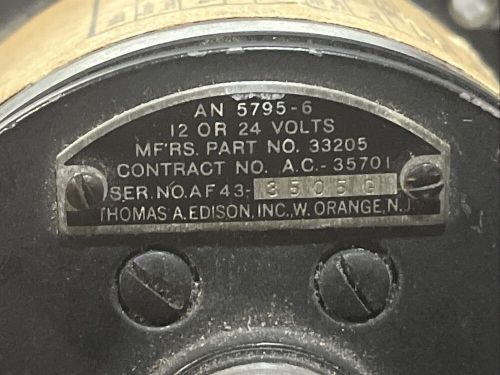 AN 5795-6
12 OR 24 VOLTS
MF'RS. PART NO. 33205
CONTRACT NO. A.C.-35701
SER. NO. AF 43-3505G
THOMAS A. EDISON, INC., W. ORANGE, N.J.